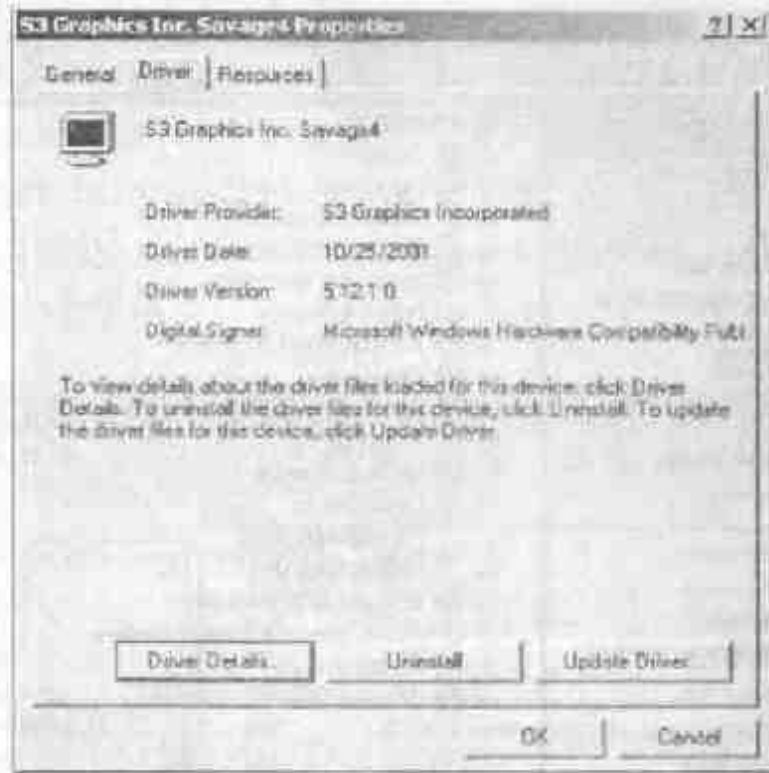 S3 Graphics Inc. Savage4 Properties
General Driver Resources
S3 Graphics Inc. Savage4
Driver Provider: S3 Graphics Incorporated
Driver Date: 10/25/2001
Driver Version: 5.12.1.0
Digital Signer: Microsoft Windows Hardware Compatibility Publ
To view details about the driver files loaded for this device, click Driver
Details. To uninstall the driver files for this device, click Uninstall. To update
the driver files for this device, click Update Driver.
Driver Details... Uninstall Update Driver...
OK Cancel